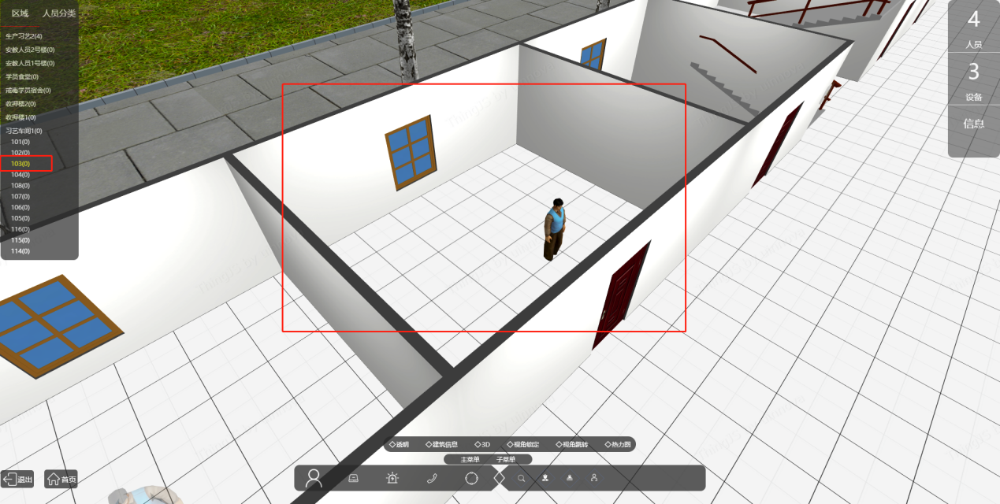 区域 人员分类
生产习艺2(4)
安教人员2号楼(0)
安教人员1号楼(0)
学员食堂(0)
戒毒学员宿舍(0)
收押楼2(0)
收押楼1(0)
习艺车间1(0)
101(0)
102(0)
103(0)
104(0)
108(0)
107(0)
106(0)
105(0)
116(0)
115(0)
114(0)
4
人员
3
设备
信息
◇透明 ◇建筑信息 ◇3D ◇视角锁定 ◇视角跳转 ◇热力图
主菜单 子菜单
退出 首页